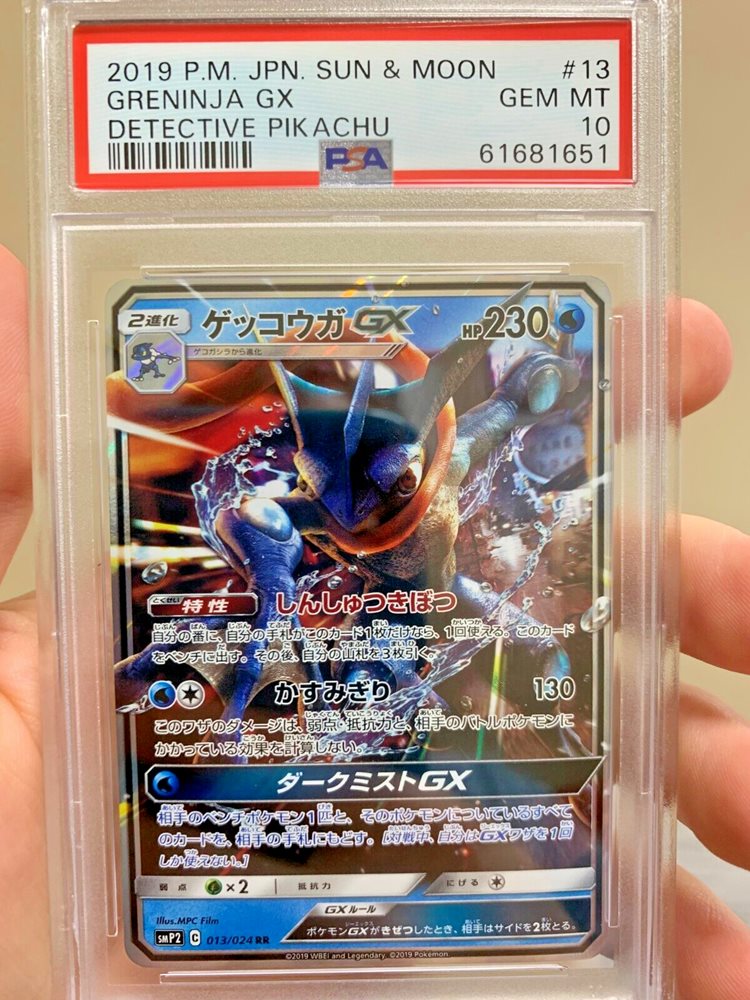 2019 P.M. JPN. SUN & MOON #13
GRENINJA GX GEM MT
DETECTIVE PIKACHU 10
PSA 61681651
2進化 ゲッコウガGX HP230
ゲコガシラから進化
とくせい 特性 しんしゅつきぼつ
自分の番に、自分の手札がこのカード1枚だけなら、1回使える。このカード
をベンチに出す。その後、自分の山札を3枚引く。
かすみぎり 130
このワザのダメージは、弱点・抵抗力と、相手のバトルポケモンに
かかっている効果を計算しない。
ダークミストGX
相手のベンチポケモン1匹と、そのポケモンについているすべて
のカードを、相手の手札にもどす。[対戦中、自分はGXワザを1回
しか使えない。]
弱点 ×2 抵抗力 にげる
GXルール
Illus.MPC Film
ポケモンGXがきぜつしたとき、相手はサイドを2枚とる。
SMP2 C 013/024 RR
©2019 WBEI and Legendary. ©2019 Pokémon.